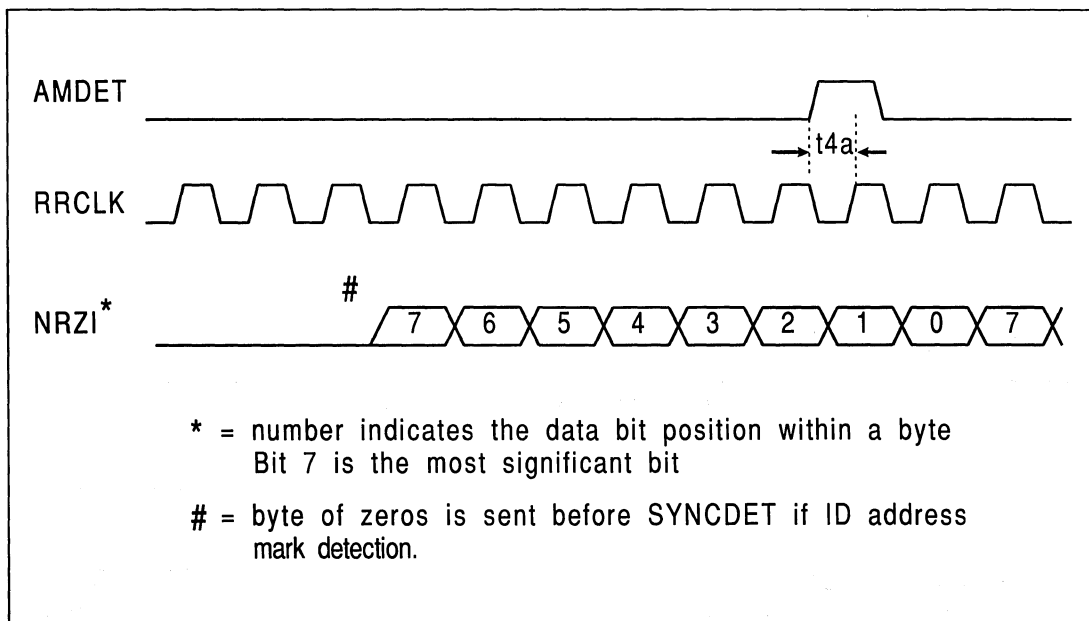 AMDET
t4a
RRCLK
#
NRZI*
7 6 5 4 3 2 1 0 7
* = number indicates the data bit position within a byte
Bit 7 is the most significant bit
# = byte of zeros is sent before SYNCDET if ID address
mark detection.